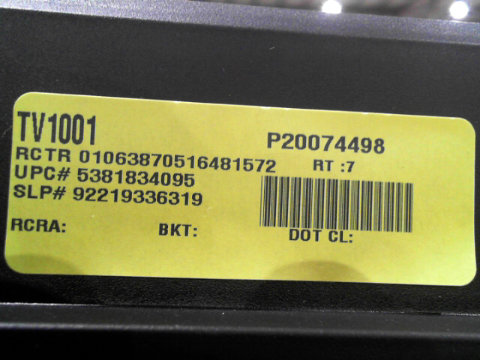 TV1001 P20074498
RCTR 01063870516481572 RT :7
UPC# 5381834095
SLP# 92219336319
RCRA: BKT: DOT CL: